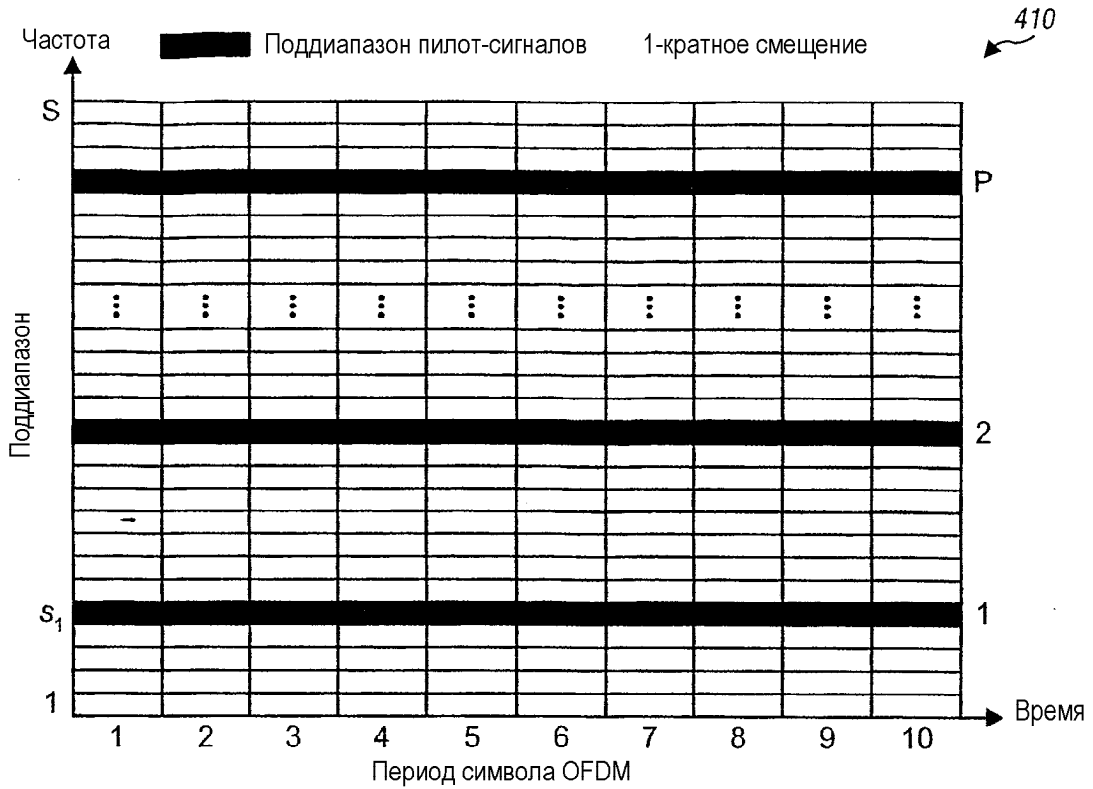 410
Частота
Поддиапазон пилот-сигналов
1-кратное смещение
S
P
2
s1
1
1
Поддиапазон
1 2 3 4 5 6 7 8 9 10
Время
Период символа OFDM